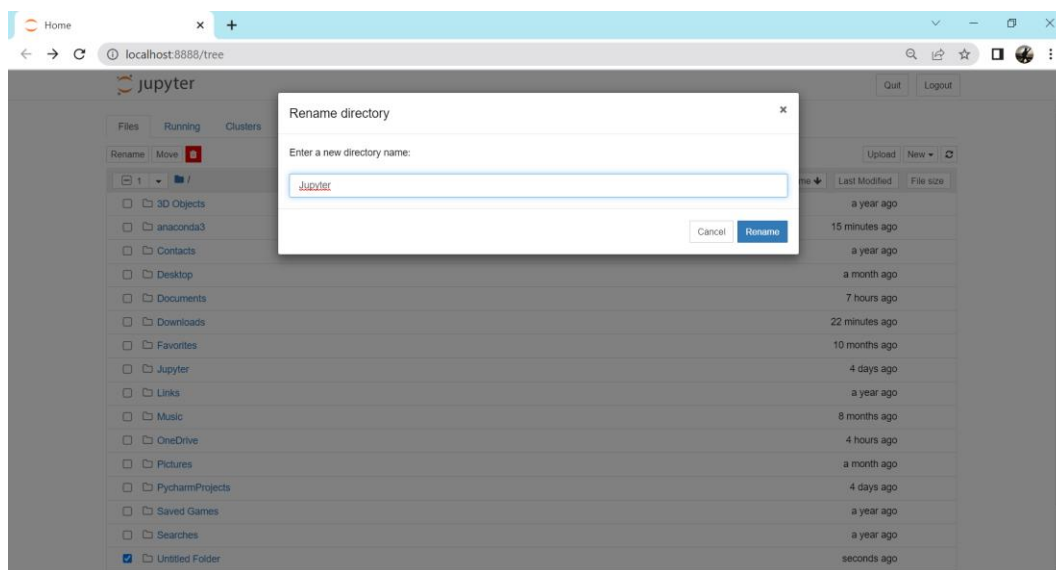 Home
localhost:8888/tree
jupyter
Quit Logout
Files Running Clusters
Rename directory
Enter a new directory name:
Jupyter
Cancel Rename
Rename Move
Upload New
1 /
me Last Modified File size
3D Objects a year ago
anaconda3 15 minutes ago
Contacts a year ago
Desktop a month ago
Documents 7 hours ago
Downloads 22 minutes ago
Favorites 10 months ago
Jupyter 4 days ago
Links a year ago
Music 8 months ago
OneDrive 4 hours ago
Pictures a month ago
PycharmProjects 4 days ago
Saved Games a year ago
Searches a year ago
Untitled Folder seconds ago